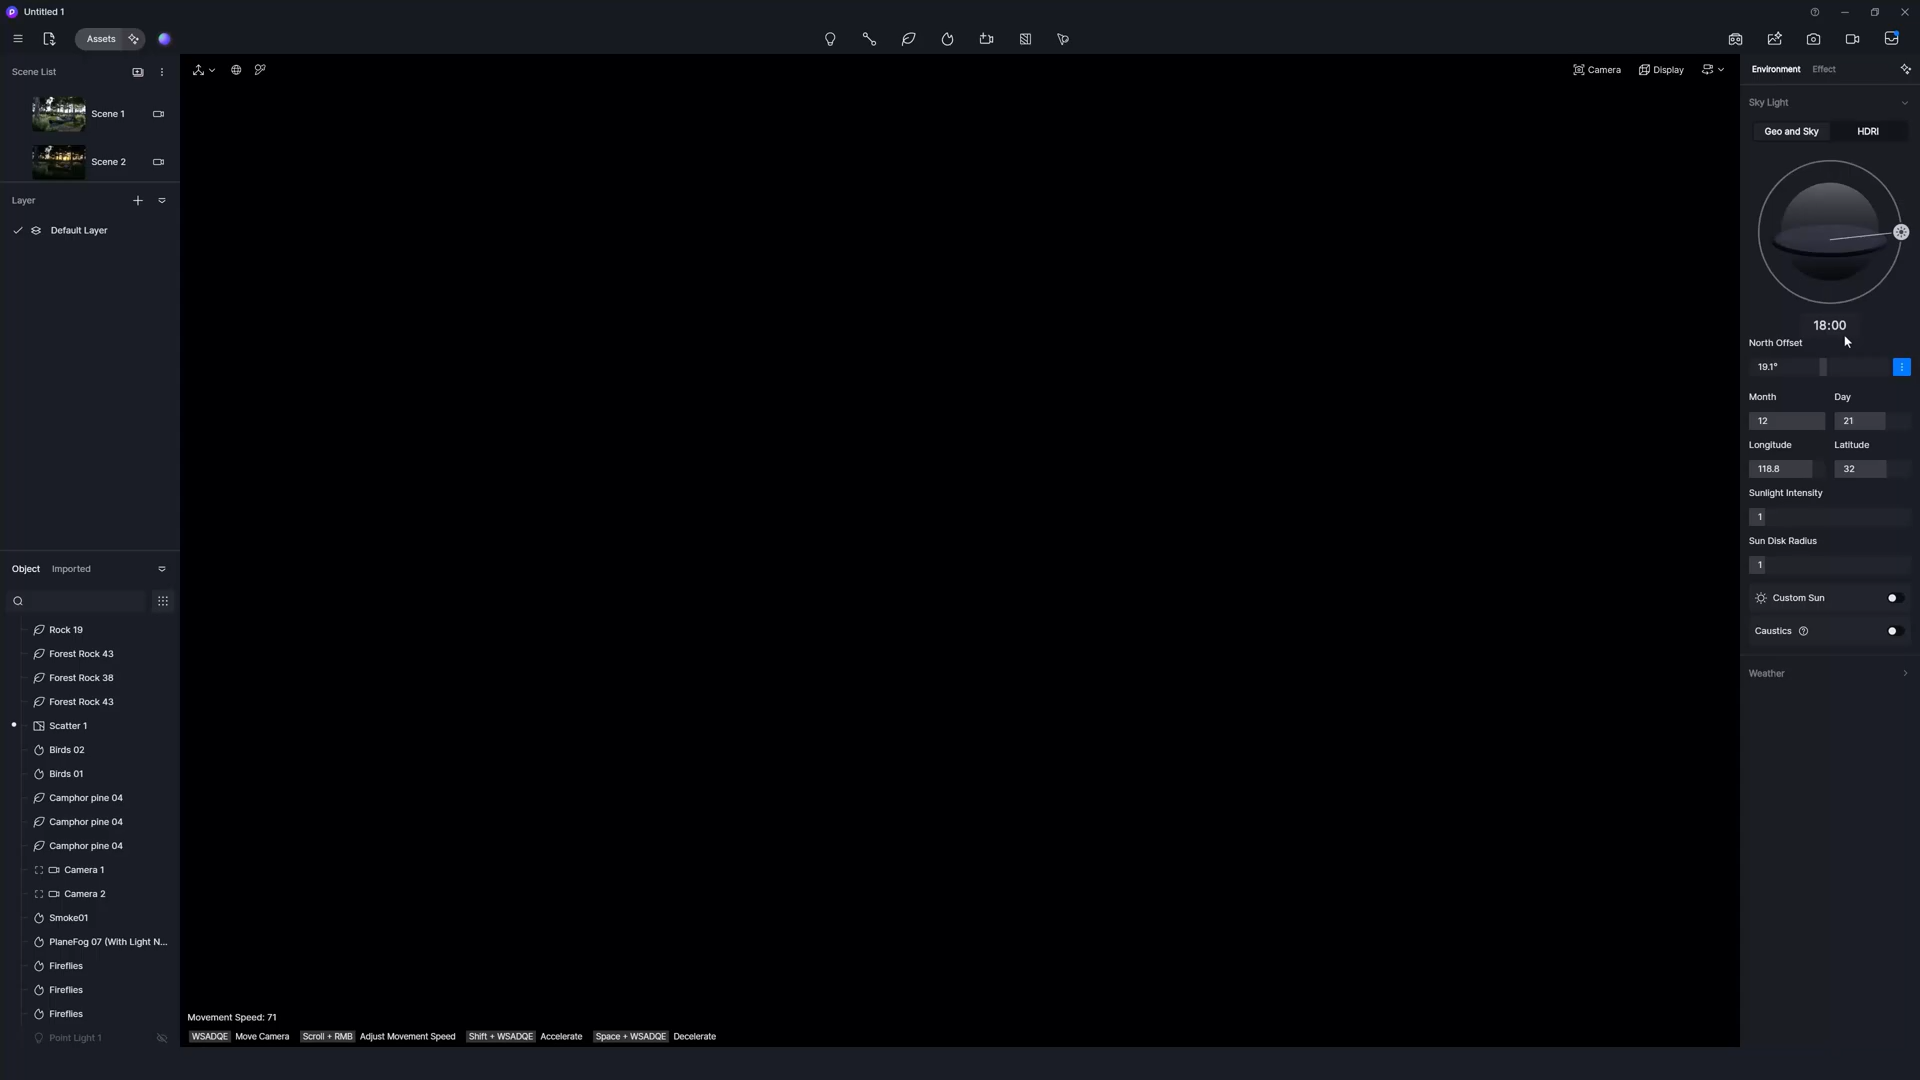 Untitled 1
Assets
Scene List
Scene 1
Scene 2
Layer
Default Layer
Object Imported
Rock 19
Forest Rock 43
Forest Rock 38
Forest Rock 43
Scatter 1
Birds 02
Birds 01
Camphor pine 04
Camphor pine 04
Camphor pine 04
Camera 1
Camera 2
Smoke01
PlaneFog 07 (With Light N...
Fireflies
Fireflies
Fireflies
Point Light 1
Camera Display
Movement Speed: 71
WSADQE Move Camera Scroll + RMB Adjust Movement Speed Shift + WSADQE Accelerate Space + WSADQE Decelerate
Environment Effect
Sky Light
Geo and Sky HDRI
18:00
North Offset
19.1°
Month Day
12 21
Longitude Latitude
118.8 32
Sunlight Intensity
1
Sun Disk Radius
1
Custom Sun
Caustics
Weather